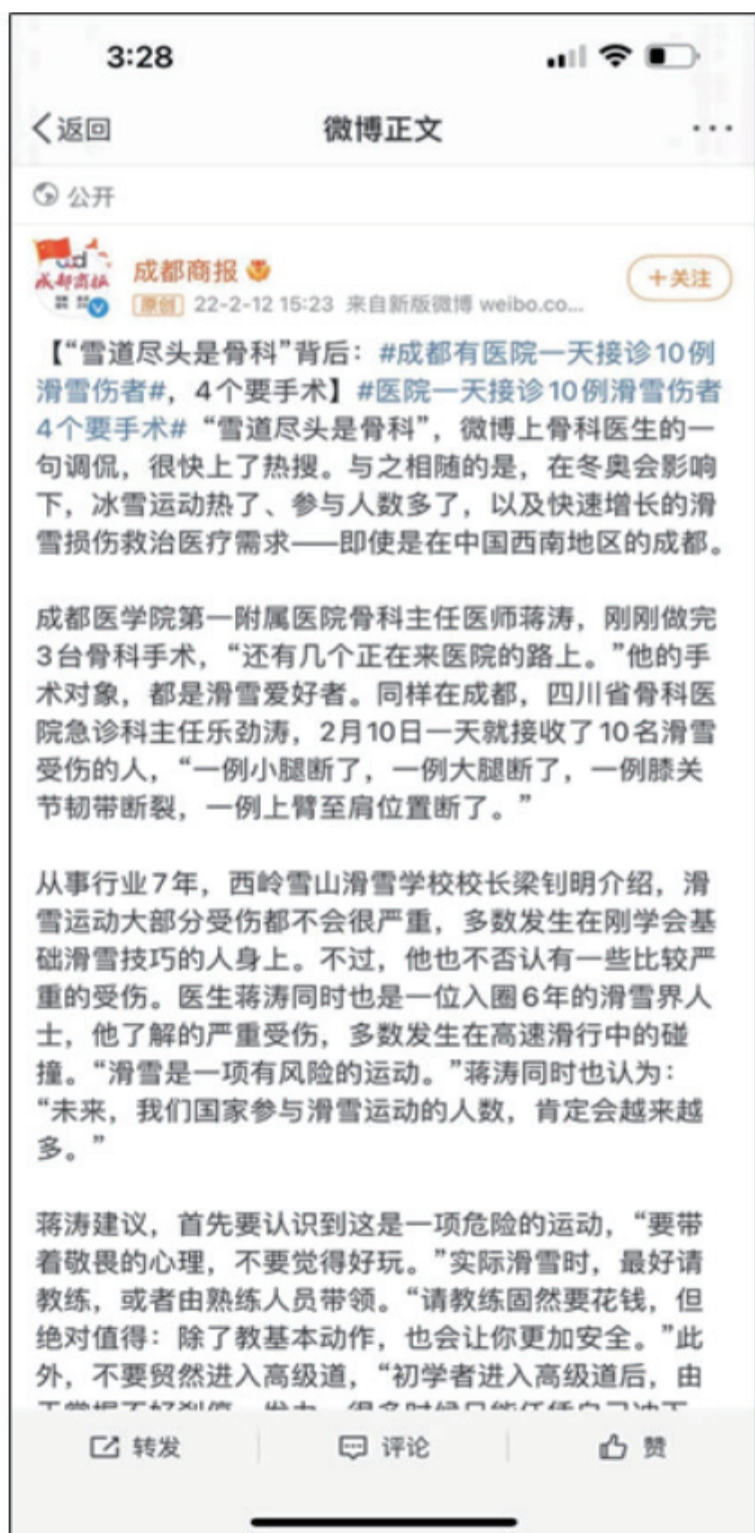 3:28
返回
微博正文
公开
成都商报
+关注
原创 22-2-12 15:23 来自新版微博 weibo.co...
【“雪道尽头是骨科”背后：#成都有医院一天接诊10例
滑雪伤者#，4个要手术】#医院一天接诊10例滑雪伤者
4个要手术# “雪道尽头是骨科”，微博上骨科医生的一
句调侃，很快上了热搜。与之相随的是，在冬奥会影响
下，冰雪运动热了、参与人数多了，以及快速增长的滑
雪损伤救治医疗需求——即使是在中国西南地区的成都。
成都医学院第一附属医院骨科主任医师蒋涛，刚刚做完
3台骨科手术，“还有几个正在来医院的路上。”他的手
术对象，都是滑雪爱好者。同样在成都，四川省骨科医
院急诊科主任乐劲涛，2月10日一天就接收了10名滑雪
受伤的人，“一例小腿断了，一例大腿断了，一例膝关
节韧带断裂，一例上臂至肩位置断了。”
从事行业7年，西岭雪山滑雪学校校长梁钊明介绍，滑
雪运动大部分受伤都不会很严重，多数发生在刚学会基
础滑雪技巧的人身上。不过，他也不否认有一些比较严
重的受伤。医生蒋涛同时也是一位入圈6年的滑雪界人
士，他了解的严重受伤，多数发生在高速滑行中的碰
撞。“滑雪是一项有风险的运动。”蒋涛同时也认为：
“未来，我们国家参与滑雪运动的人数，肯定会越来越
多。”
蒋涛建议，首先要认识到这是一项危险的运动，“要带
着敬畏的心理，不要觉得好玩。”实际滑雪时，最好请
教练，或者由熟练人员带领。“请教练固然要花钱，但
绝对值得：除了教基本动作，也会让你更加安全。”此
外，不要贸然进入高级道，“初学者进入高级道后，由
转发
评论
赞